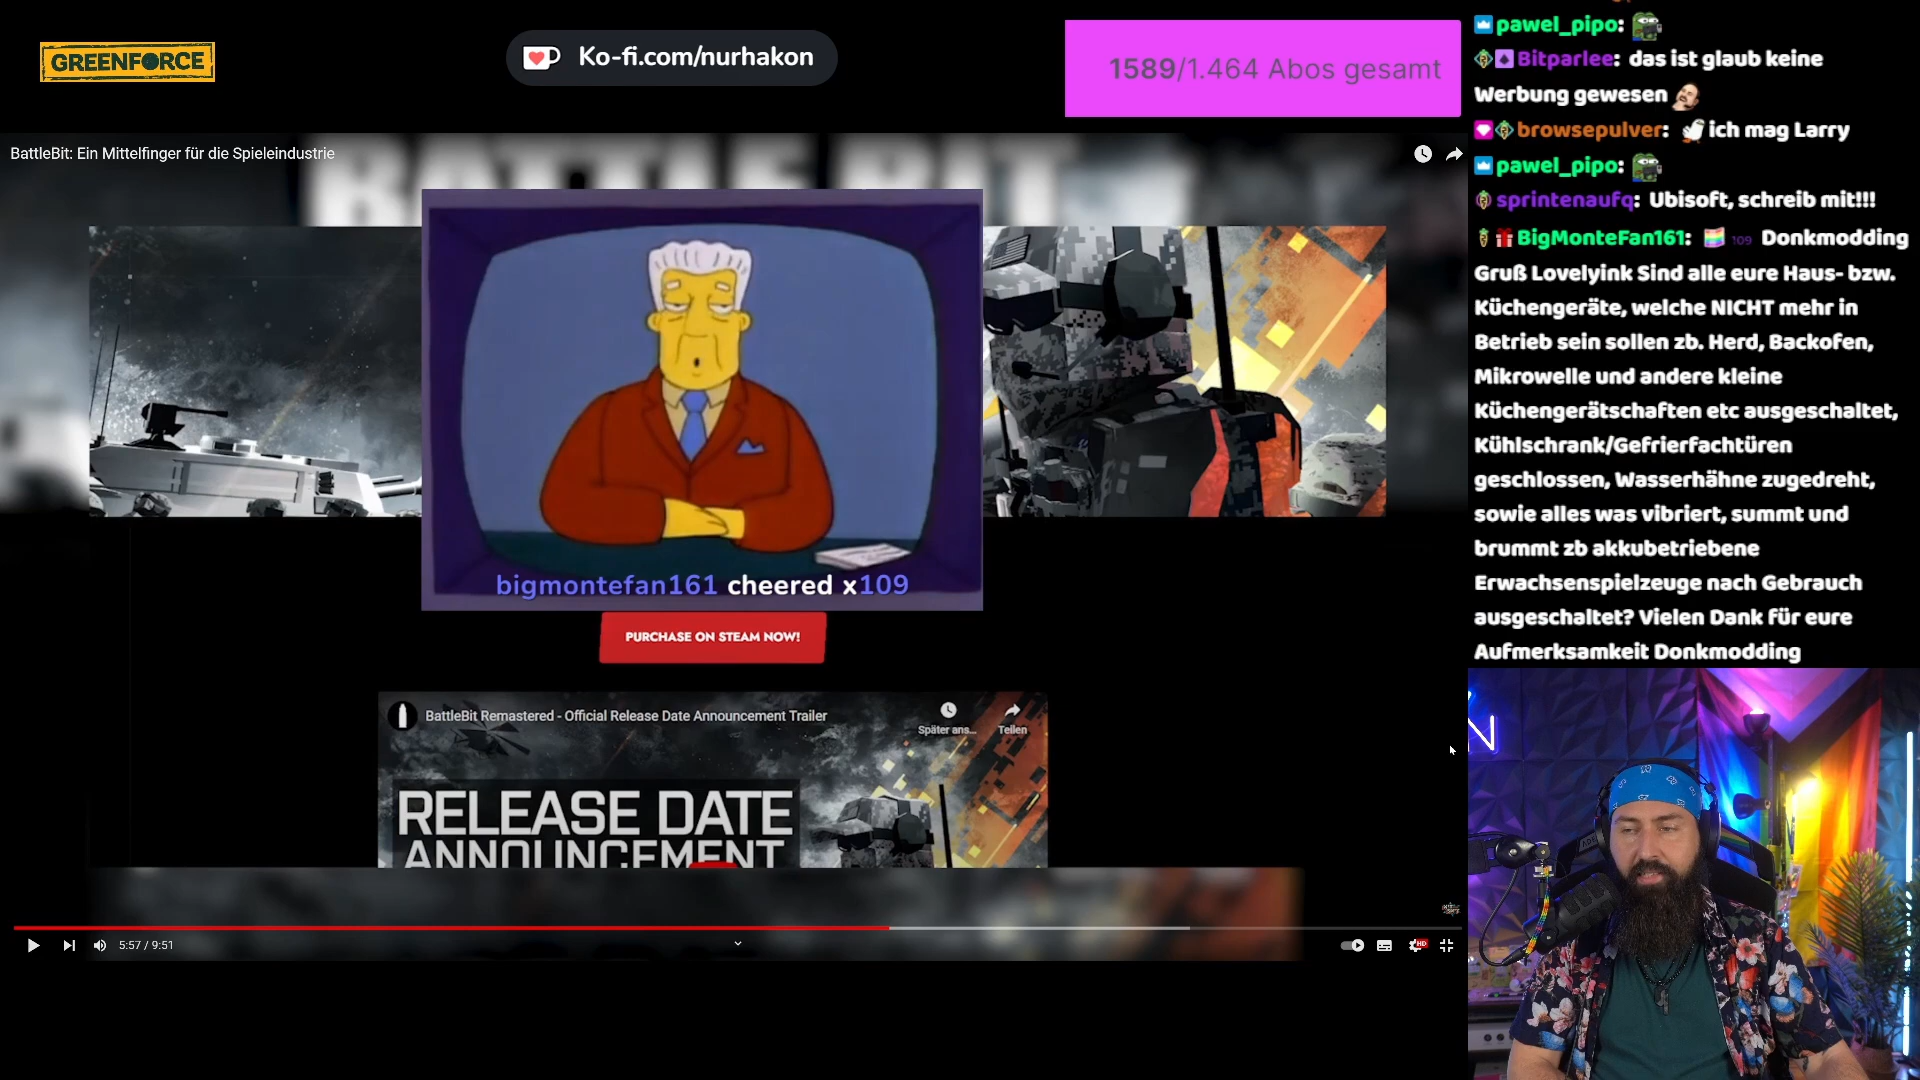 GREENFORCE
Ko-fi.com/nurhakon
1589/1.464 Abos gesamt
BattleBit: Ein Mittelfinger für die Spieleindustrie
bigmontefan161 cheered x109
PURCHASE ON STEAM NOW!
BattleBit Remastered - Official Release Date Announcement Trailer
Später ans...
Teilen
RELEASE DATE
ANNOUNCEMENT
5:57 / 9:51
HD
pawel_pipo:
Bitparlee: das ist glaub keine
Werbung gewesen
browsepulver: ich mag Larry
pawel_pipo:
sprintenaufq: Ubisoft, schreib mit!!!
BigMonteFan161: 109 Donkmodding
Gruß Lovelyink Sind alle eure Haus- bzw.
Küchengeräte, welche NICHT mehr in
Betrieb sein sollen zb. Herd, Backofen,
Mikrowelle und andere kleine
Küchengerätschaften etc ausgeschaltet,
Kühlschrank/Gefrierfachtüren
geschlossen, Wasserhähne zugedreht,
sowie alles was vibriert, summt und
brummt zb akkubetriebene
Erwachsenspielzeuge nach Gebrauch
ausgeschaltet? Vielen Dank für eure
Aufmerksamkeit Donkmodding
N